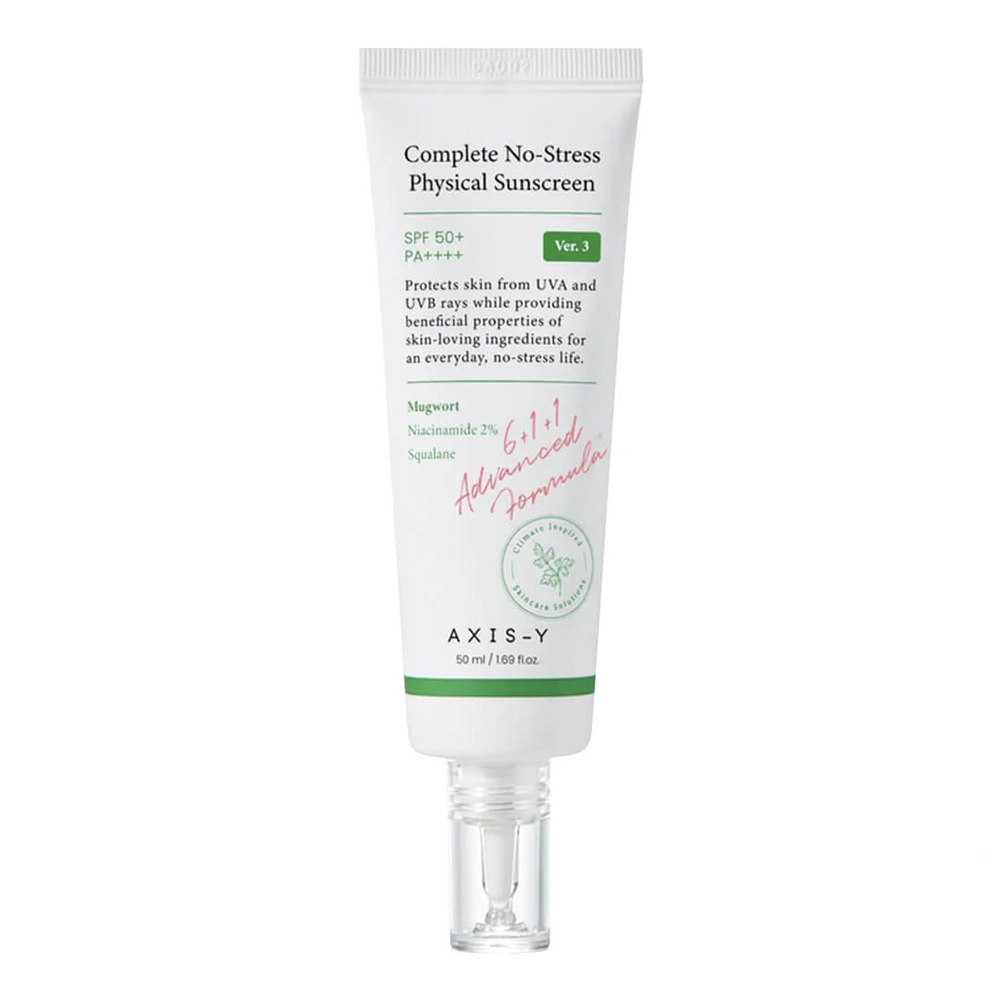 Complete No-Stress
Physical Sunscreen
SPF 50+
PA++++
Ver. 3
Protects skin from UVA and
UVB rays while providing
beneficial properties of
skin-loving ingredients for
an everyday, no-stress life.
Mugwort
Niacinamide 2%
Squalane
6+1+1
Advanced
Formula
Climate Inspired
Skincare Solutions
AXIS-Y
50 ml / 1.69 fl.oz.